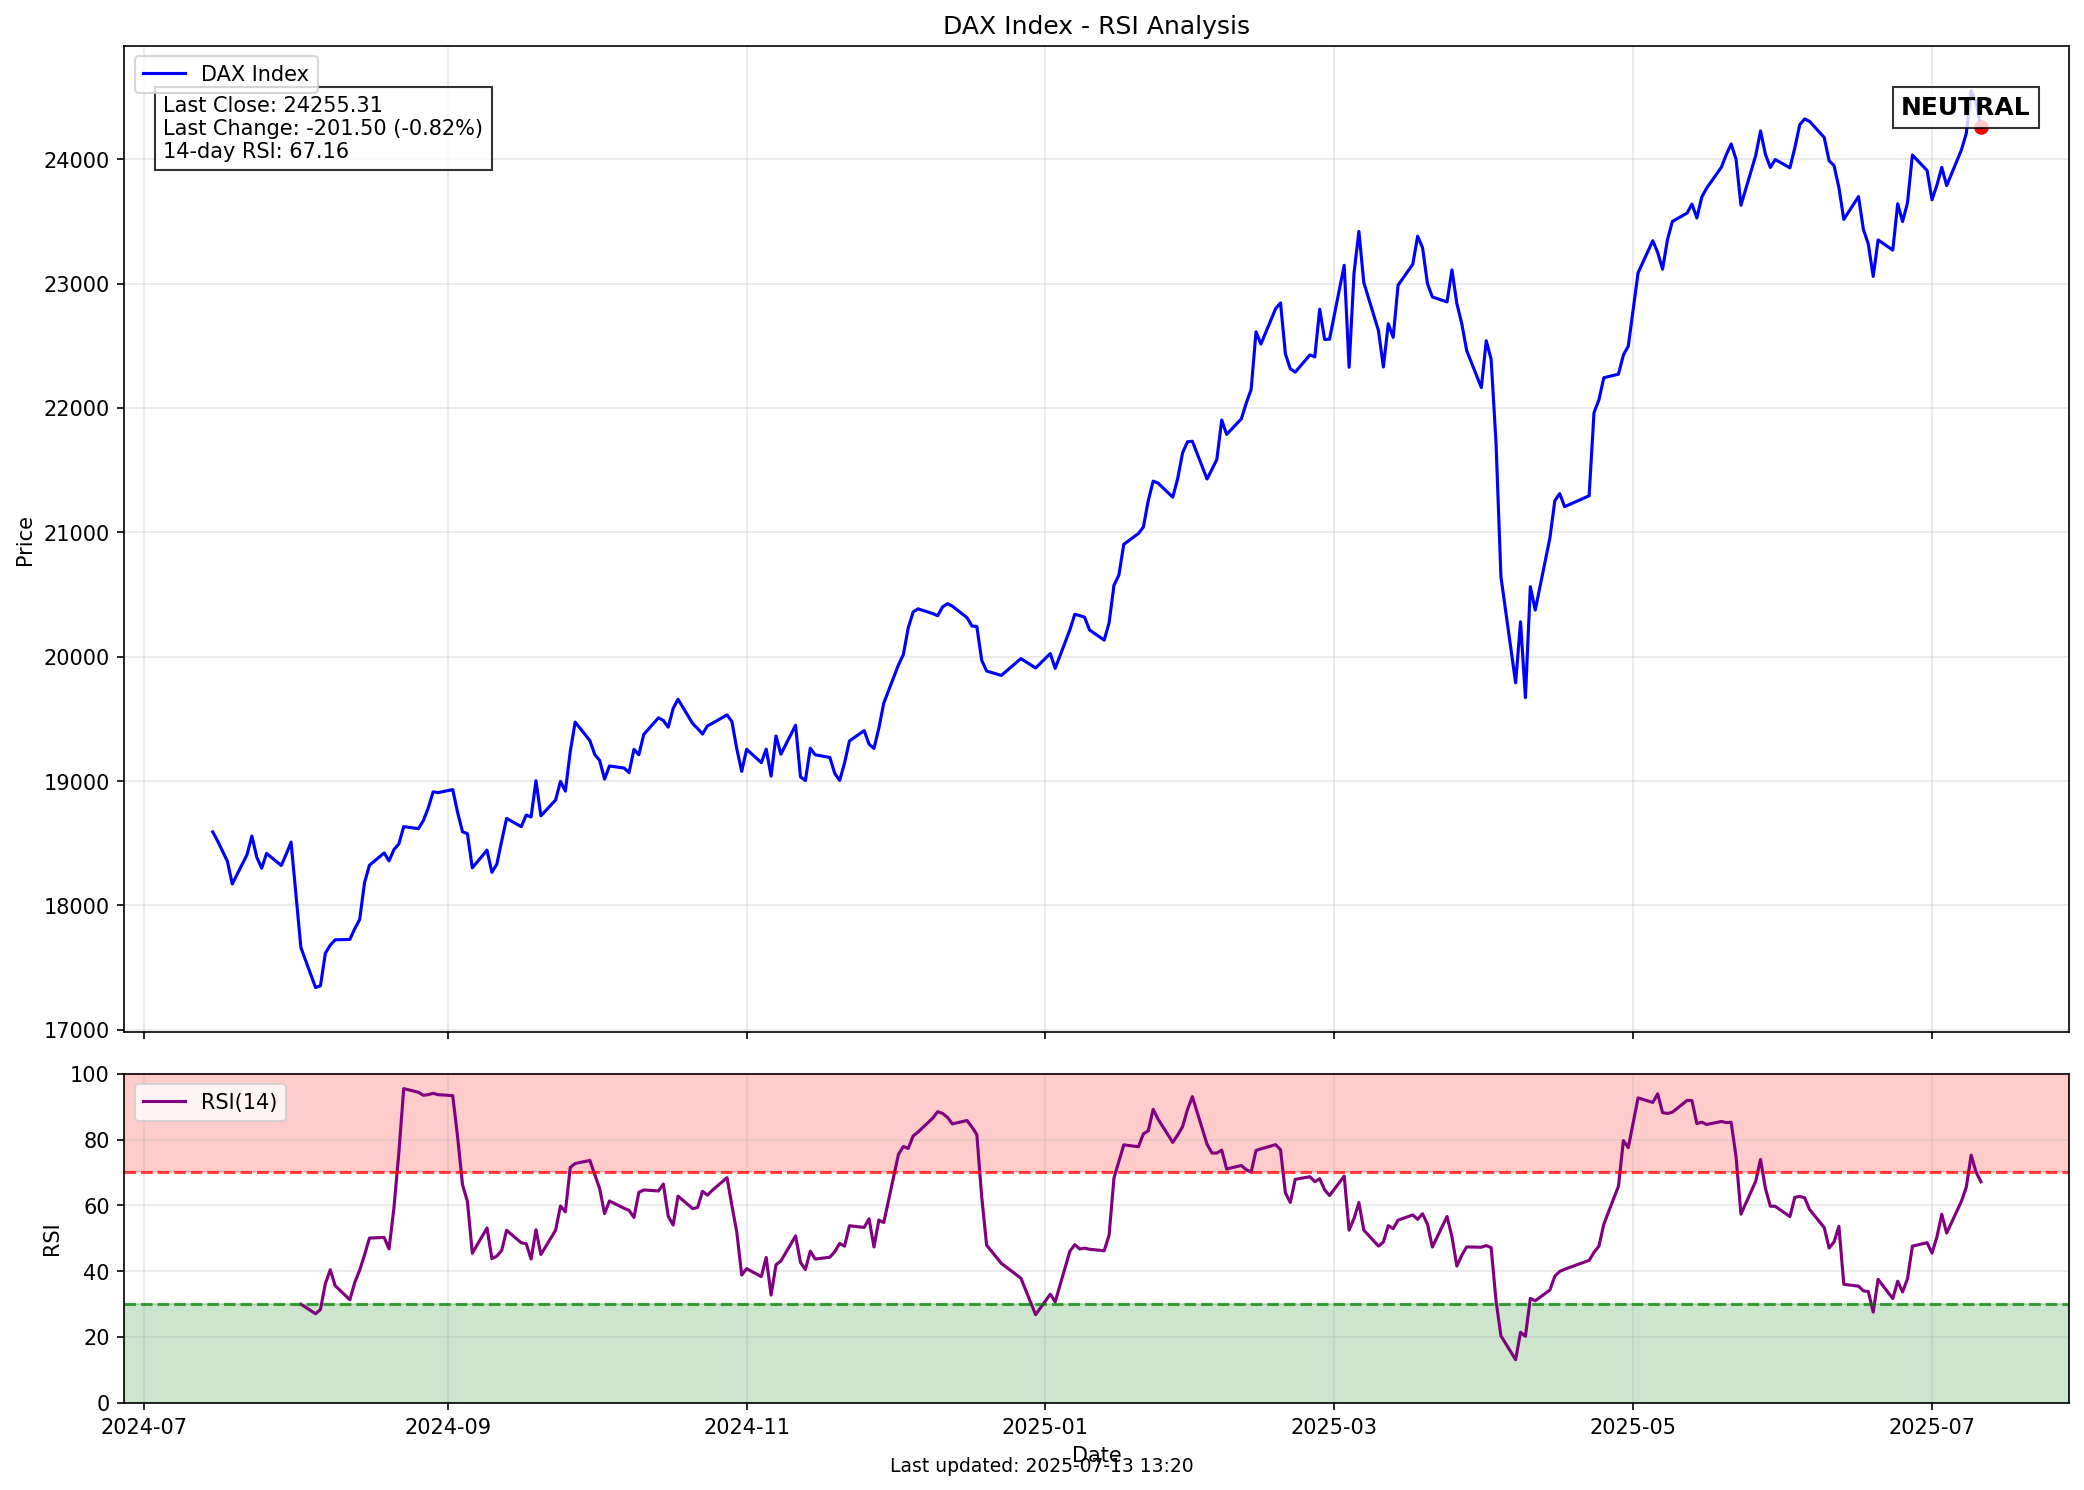 DAX Index - RSI Analysis
DAX Index
Last Close: 24255.31
Last Change: -201.50 (-0.82%)
14-day RSI: 67.16
NEUTRAL
Price
24000
23000
22000
21000
20000
19000
18000
17000
RSI(14)
RSI
100
80
60
40
20
0
2024-07
2024-09
2024-11
2025-01
2025-03
2025-05
2025-07
Date
Last updated: 2025-07-13 13:20